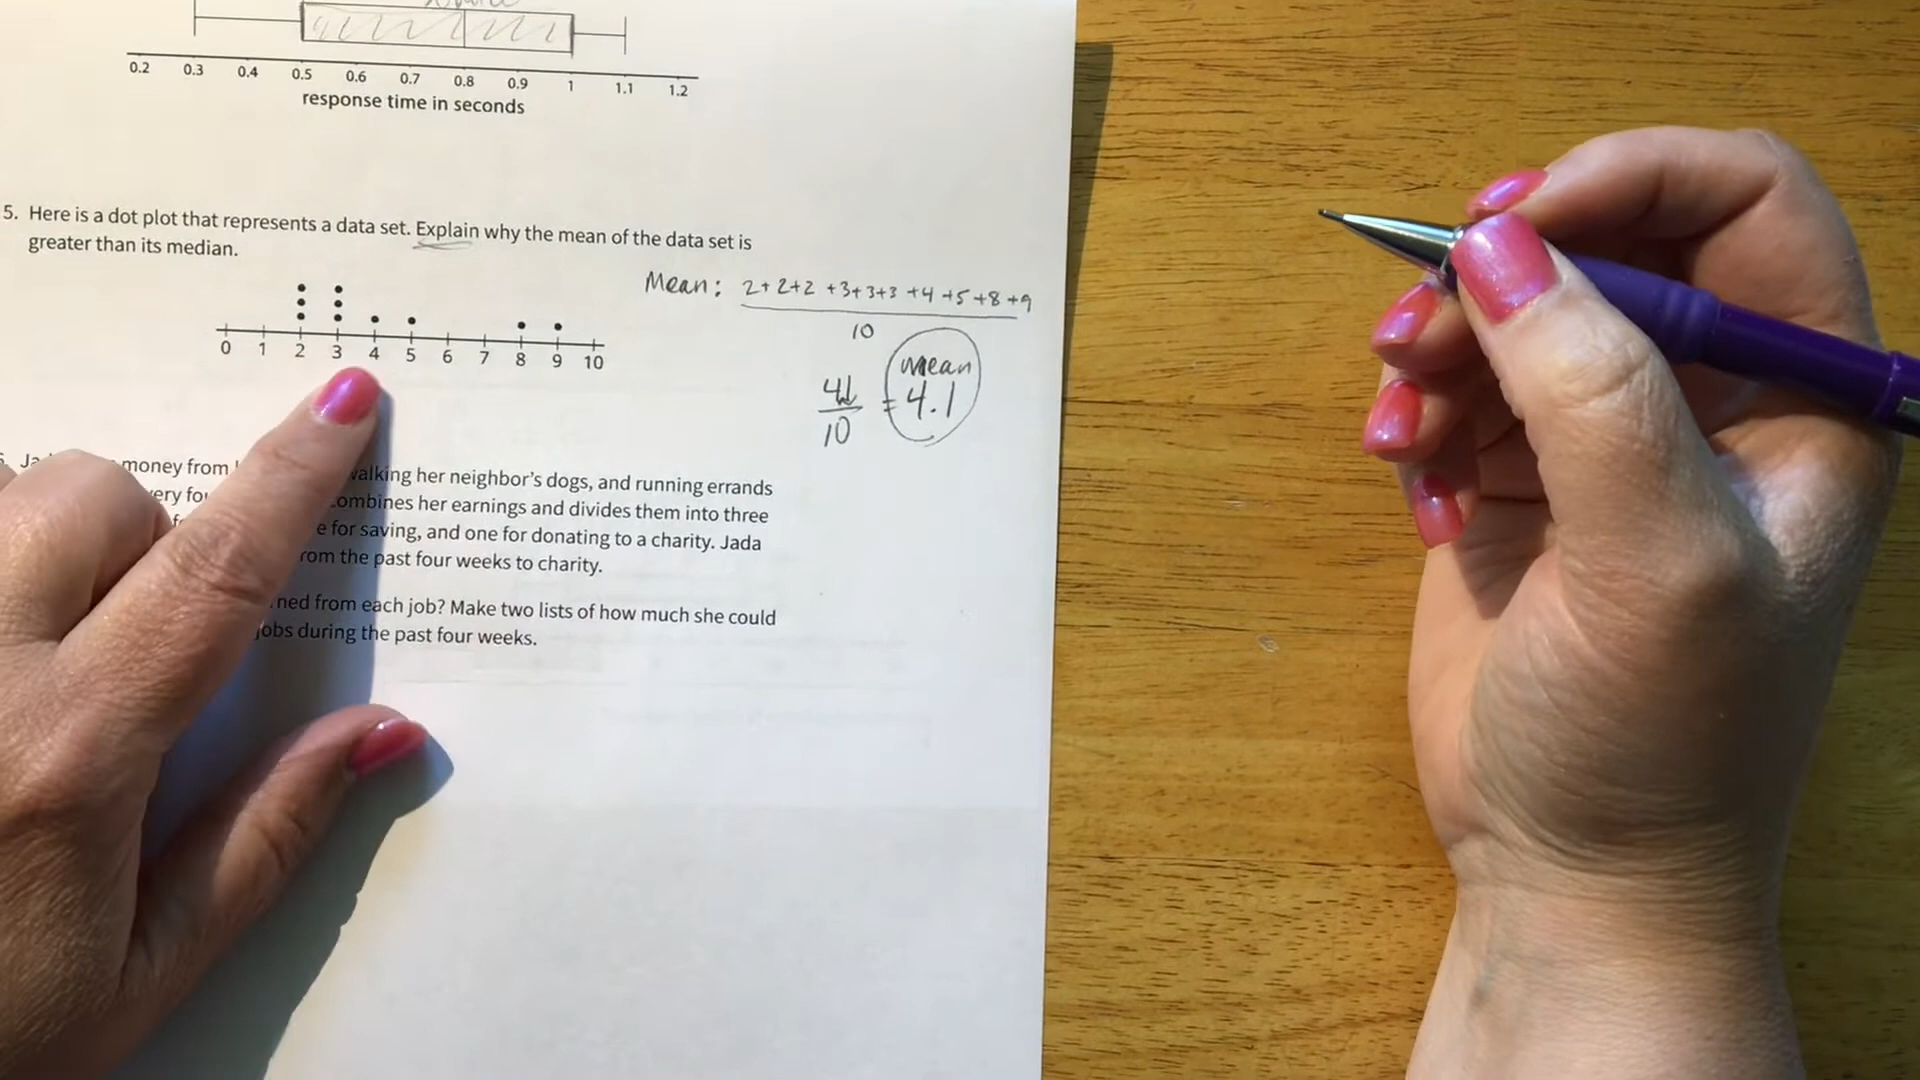 0.2 0.3 0.4 0.5 0.6 0.7 0.8 0.9 1 1.1 1.2
response time in seconds
5. Here is a dot plot that represents a data set. Explain why the mean of the data set is
greater than its median.
Mean: 2+2+2+3+3+3+4+5+8+9
10
0 1 2 3 4 5 6 7 8 9 10
mean
41
= 4.1
10
money from walking her neighbor's dogs, and running errands
combines her earnings and divides them into three
for saving, and one for donating to a charity. Jada
from the past four weeks to charity.
from each job? Make two lists of how much she could
jobs during the past four weeks.